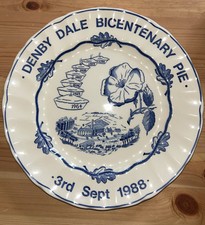 DENBY DALE BICENTENARY PIE
1964
3rd Sept 1988